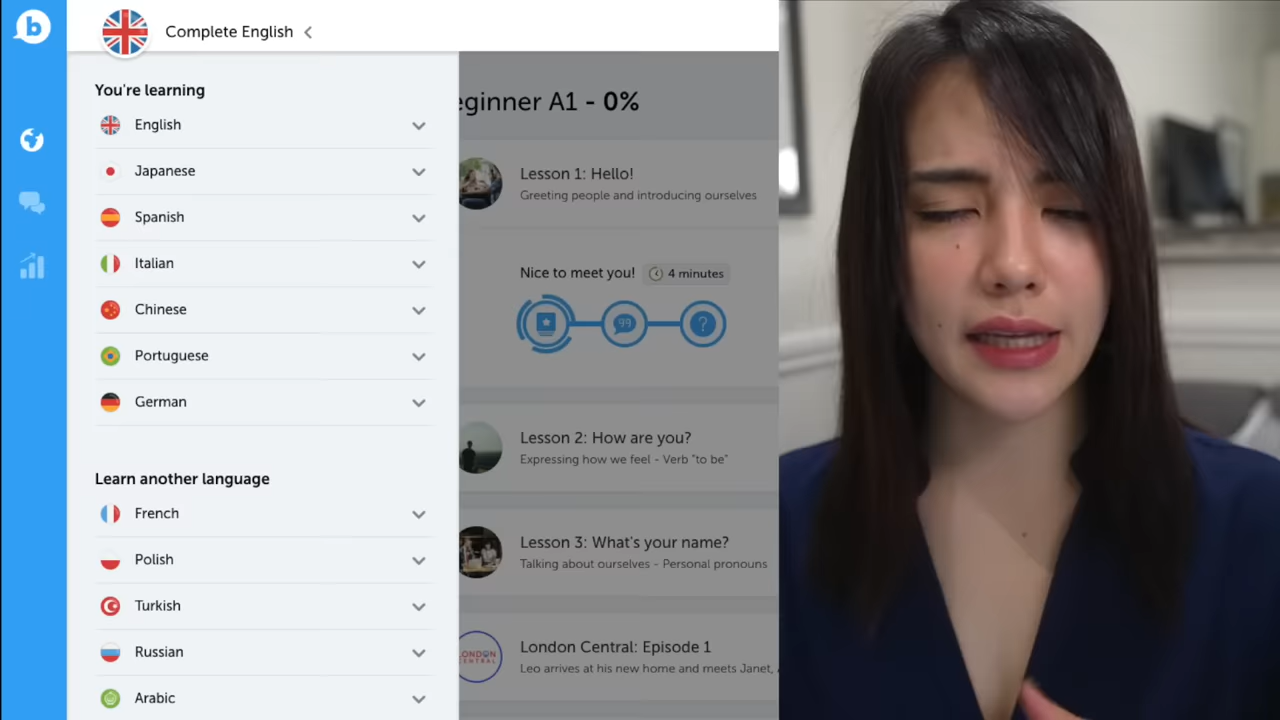 b
Complete English
You're learning
English
Japanese
Spanish
Italian
Chinese
Portuguese
German
Learn another language
French
Polish
Turkish
Russian
Arabic
eginner A1 - 0%
Lesson 1: Hello!
Greeting people and introducing ourselves
Nice to meet you! 4 minutes
99 ?
Lesson 2: How are you?
Expressing how we feel - Verb "to be"
Lesson 3: What's your name?
Talking about ourselves - Personal pronouns
LONDON
CENTRAL
London Central: Episode 1
Leo arrives at his new home and meets Janet,